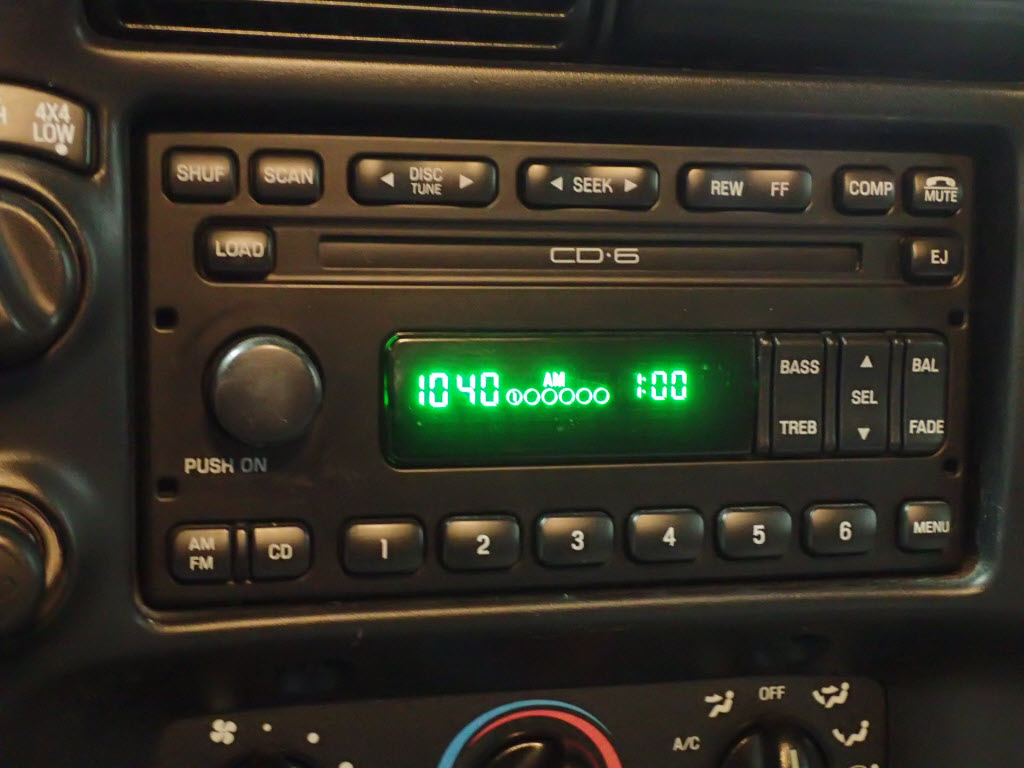 4X4
LOW
SHUF
SCAN
DISC
TUNE
SEEK
REW FF
COMP
MUTE
LOAD
CD·6
EJ
1040
AM
1
1:00
BASS
TREB
SEL
BAL
FADE
PUSH ON
AM
FM
CD
1
2
3
4
5
6
MENU
OFF
A/C